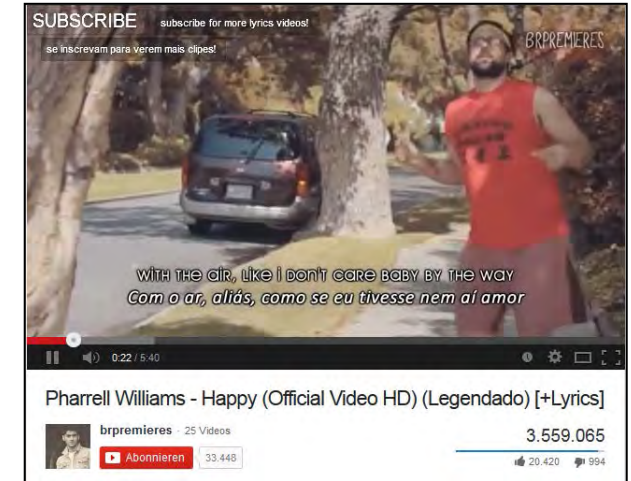 SUBSCRIBE subscribe for more lyrics videos!
BRPREMIERES
se inscrevam para verem mais clipes!
WITH THE AIR, LIKE I DON'T CARE BABY BY THE WAY
Com o ar, aliás, como se eu tivesse nem aí amor
0:22 / 5:40
Pharrell Williams - Happy (Official Video HD) (Legendado) [+Lyrics]
brpremieres · 25 Videos
3.559.065
Abonnieren 33.448
20.420 994